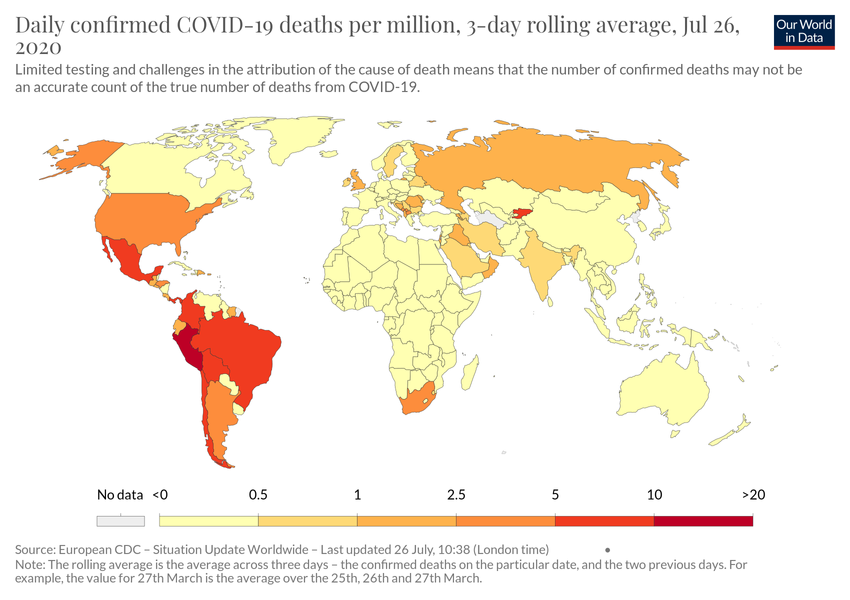 Daily confirmed COVID-19 deaths per million, 3-day rolling average, Jul 26,
2020
Our World
in Data
Limited testing and challenges in the attribution of the cause of death means that the number of confirmed deaths may not be
an accurate count of the true number of deaths from COVID-19.
No data <0 0.5 1 2.5 5 10 >20
Source: European CDC – Situation Update Worldwide – Last updated 26 July, 10:38 (London time)
Note: The rolling average is the average across three days – the confirmed deaths on the particular date, and the two previous days. For
example, the value for 27th March is the average over the 25th, 26th and 27th March.